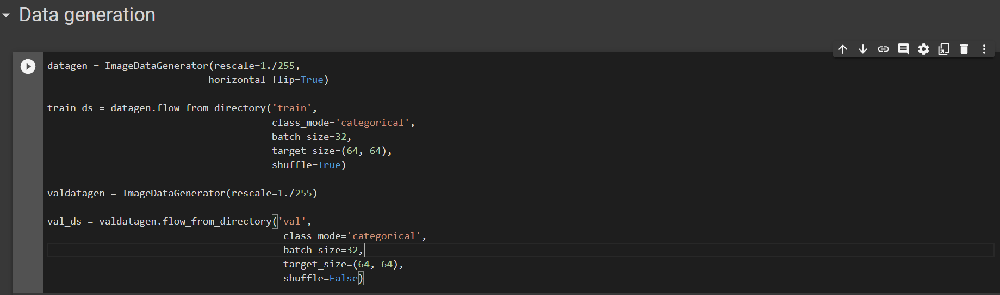 Data generation
datagen = ImageDataGenerator(rescale=1./255,
horizontal_flip=True)
train_ds = datagen.flow_from_directory('train',
class_mode='categorical',
batch_size=32,
target_size=(64, 64),
shuffle=True)
valdatagen = ImageDataGenerator(rescale=1./255)
val_ds = valdatagen.flow_from_directory('val',
class_mode='categorical',
batch_size=32,
target_size=(64, 64),
shuffle=False)